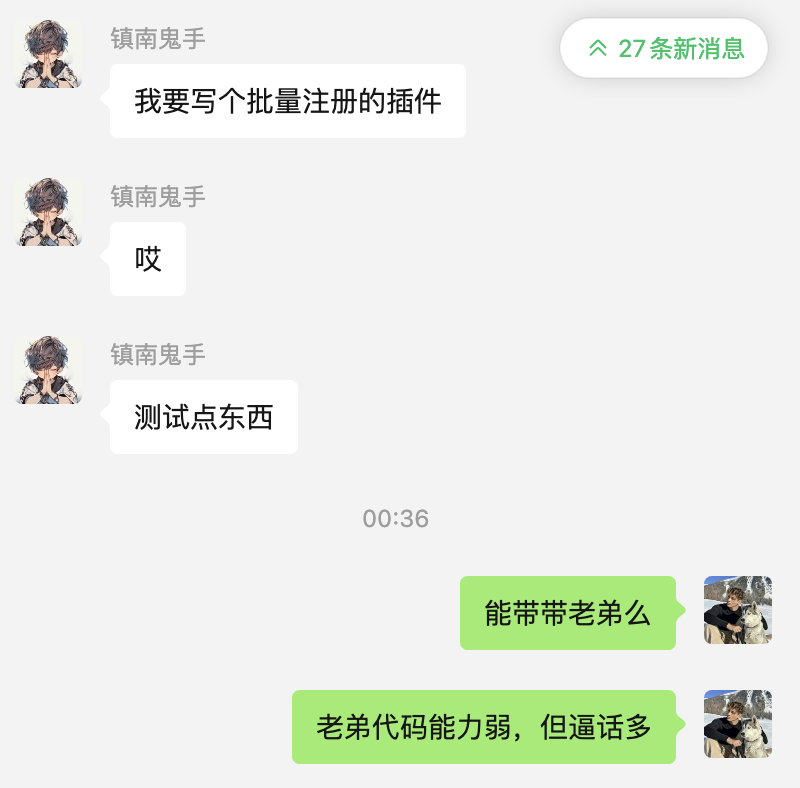 镇南鬼手
27条新消息
我要写个批量注册的插件
镇南鬼手
哎
镇南鬼手
测试点东西
00:36
能带带老弟么
老弟代码能力弱，但逼话多